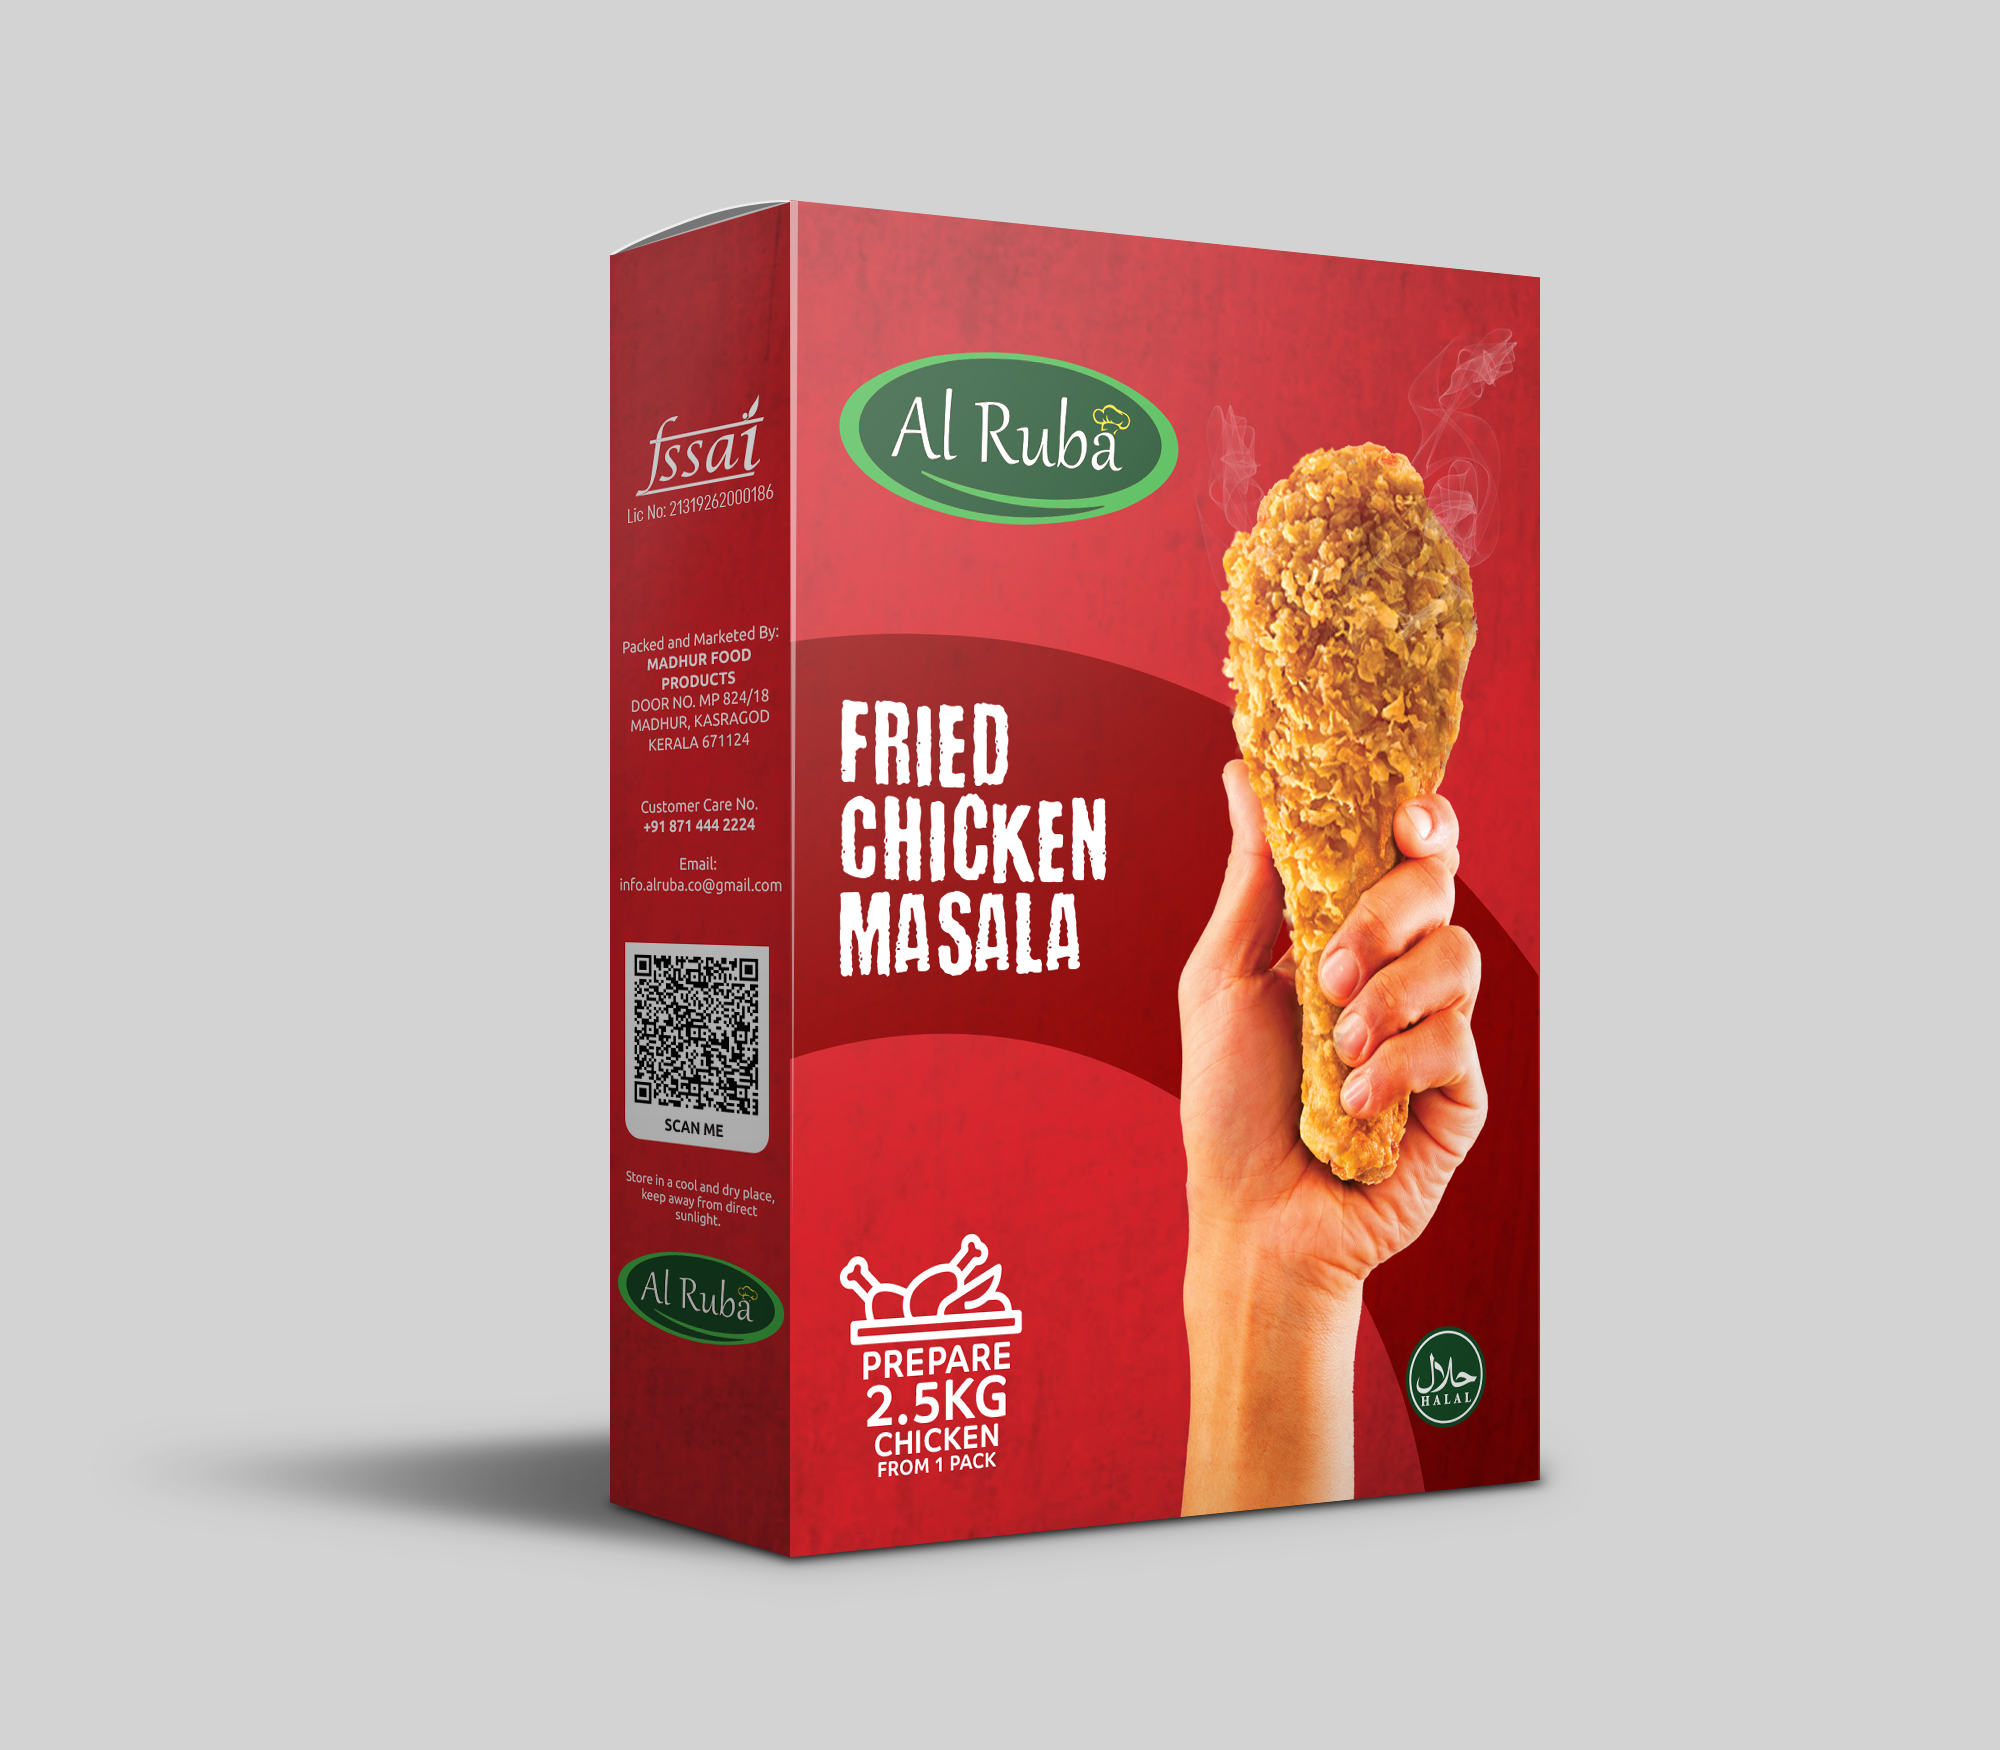 fssai
Lic No: 21319262000186
Packed and Marketed By:
MADHUR FOOD
PRODUCTS
DOOR NO. MP 824/18
MADHUR, KASRAGOD
KERALA 671124
Customer Care No.
+91 871 444 2224
Email:
info.alruba.co@gmail.com
SCAN ME
Store in a cool and dry place,
keep away from direct
sunlight.
Al Ruba
Al Ruba
FRIED
CHICKEN
MASALA
PREPARE
2.5KG
CHICKEN
FROM 1 PACK
حلال
HALAL